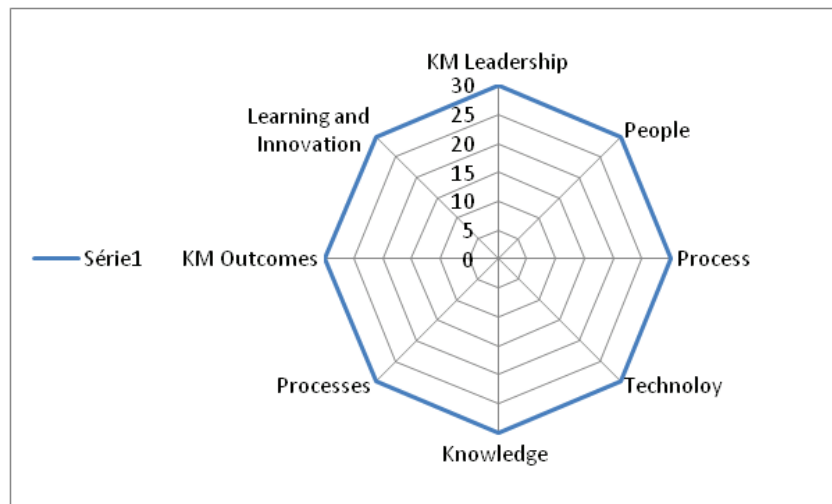 KM Leadership
30
25
20
15
10
5
0
Learning and
Innovation
People
Série1
KM Outcomes
Process
Processes
Technoloy
Knowledge